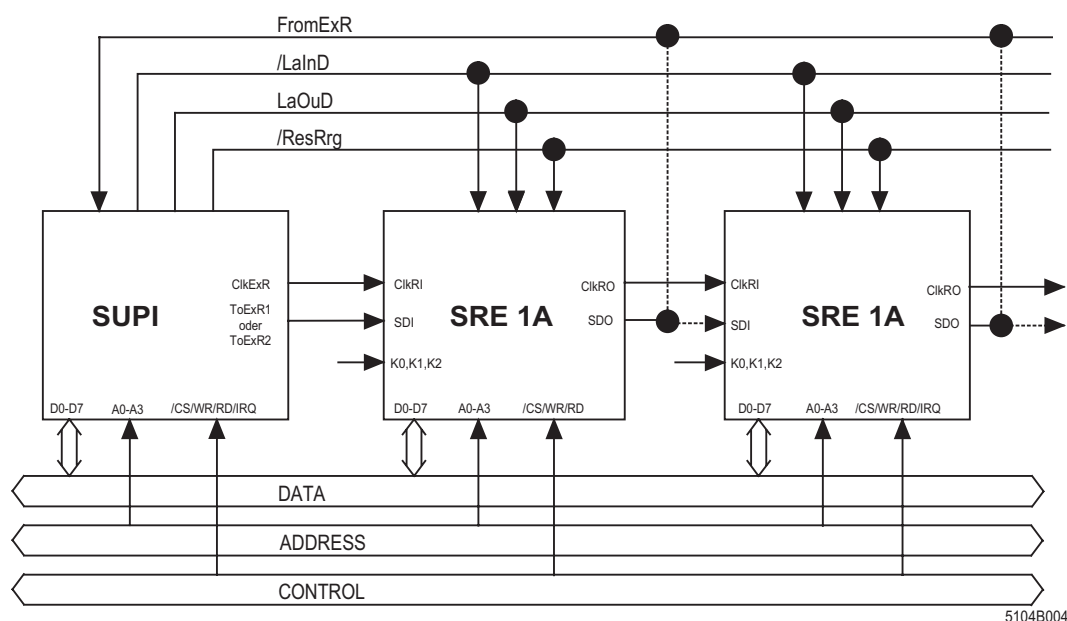 FromExR
/LaInD
LaOuD
/ResRrg
SUPI
ClkExR
ToExR1
oder
ToExR2
D0-D7 A0-A3 /CS/WR/RD/IRQ
ClkRI
SDI
K0,K1,K2
SRE 1A
ClkRO
SDO
D0-D7 A0-A3 /CS/WR/RD
ClkRI
SDI
K0,K1,K2
SRE 1A
ClkRO
SDO
D0-D7 A0-A3 /CS/WR/RD/IRQ
DATA
ADDRESS
CONTROL
5104B004